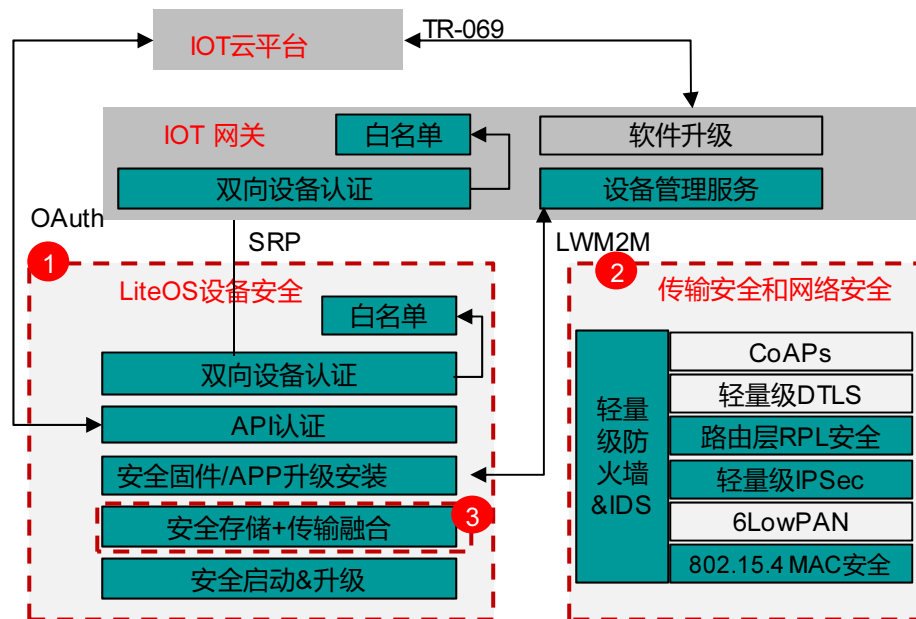 IOT云平台
TR-069
IOT 网关
白名单
软件升级
双向设备认证
设备管理服务
OAuth
SRP
LWM2M
1
LiteOS设备安全
白名单
双向设备认证
API认证
安全固件/APP升级安装
安全存储+传输融合
3
安全启动&升级
2
传输安全和网络安全
轻量
级防
火墙
&IDS
CoAPs
轻量级DTLS
路由层RPL安全
轻量级IPSec
6LowPAN
802.15.4 MAC安全